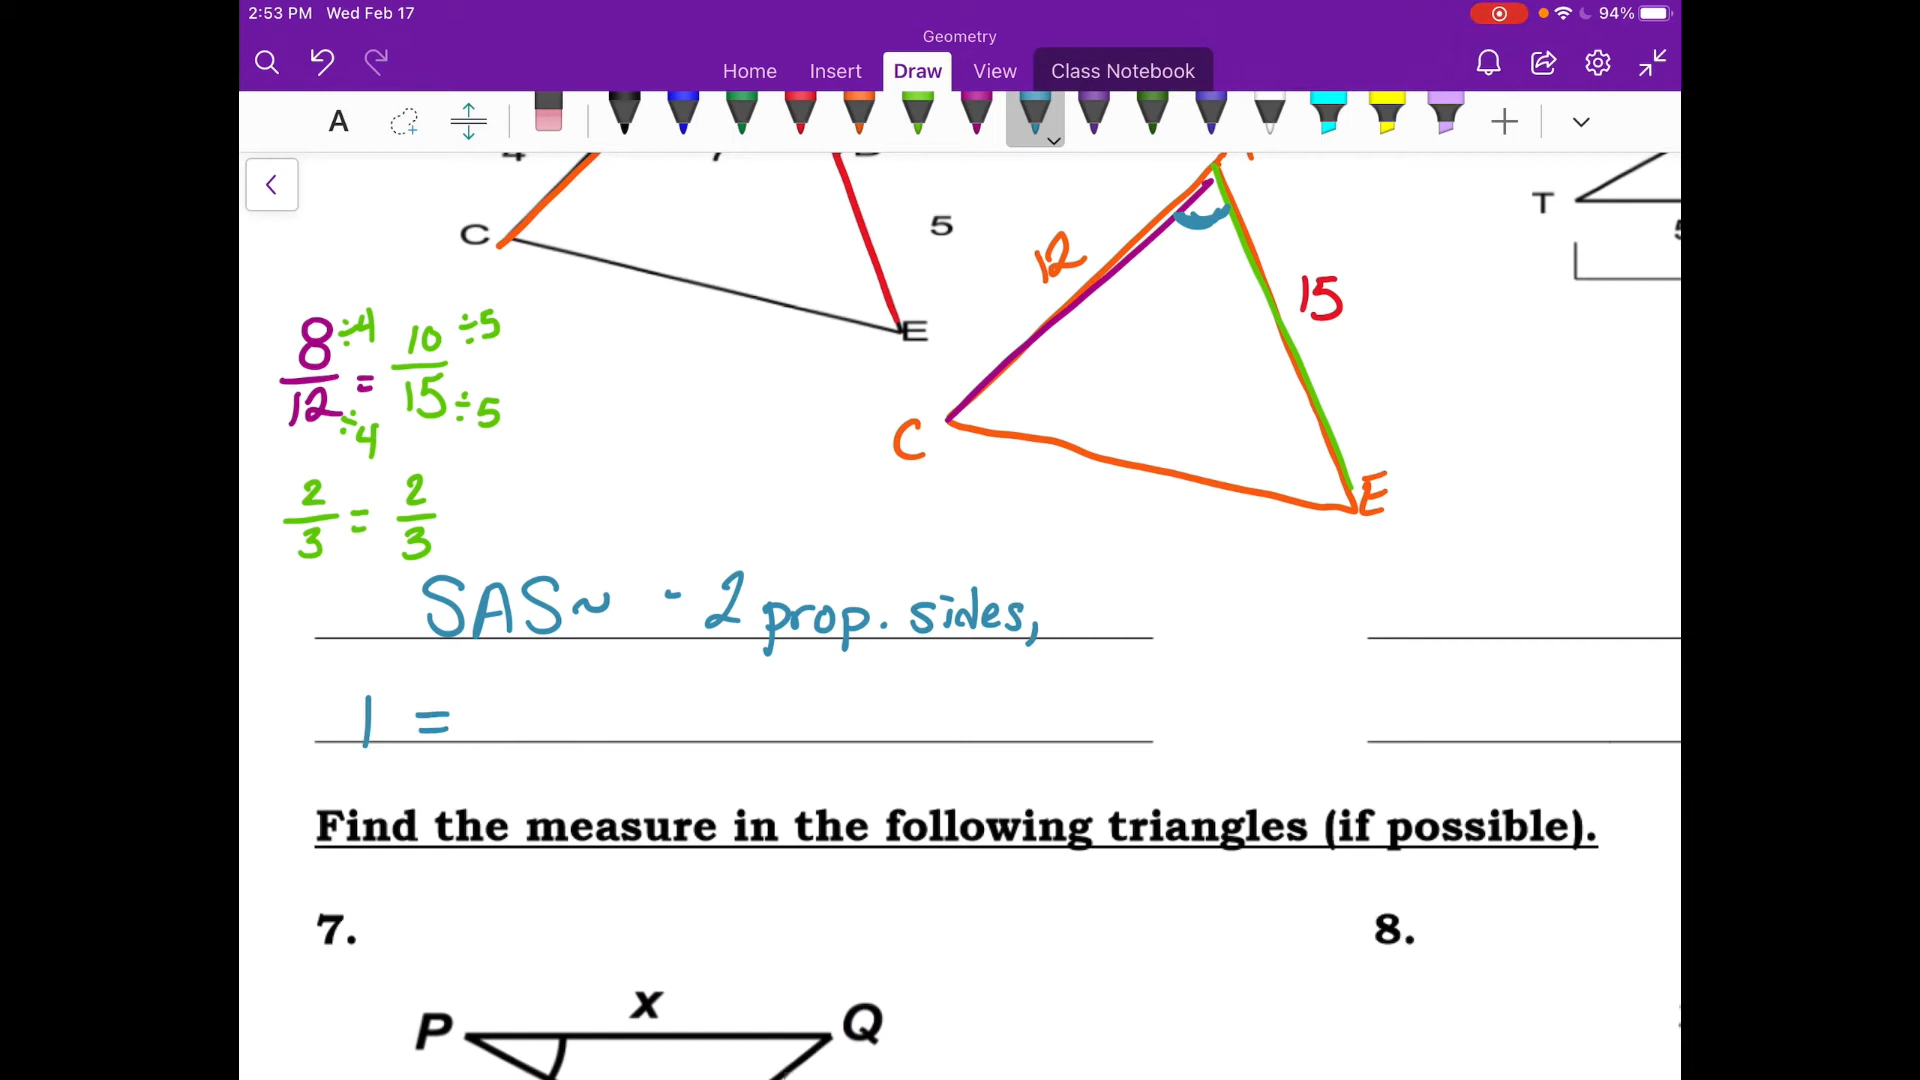 2:53 PM Wed Feb 17
94%
Geometry
Home Insert Draw View Class Notebook
A
C
5
E
12
15
C
E
T
8 ÷4 10 ÷5
12 ÷4 = 15 ÷5
2 = 2
3 3
SAS~ - 2 prop. sides,
1 =
Find the measure in the following triangles (if possible).
7.
8.
x
P Q